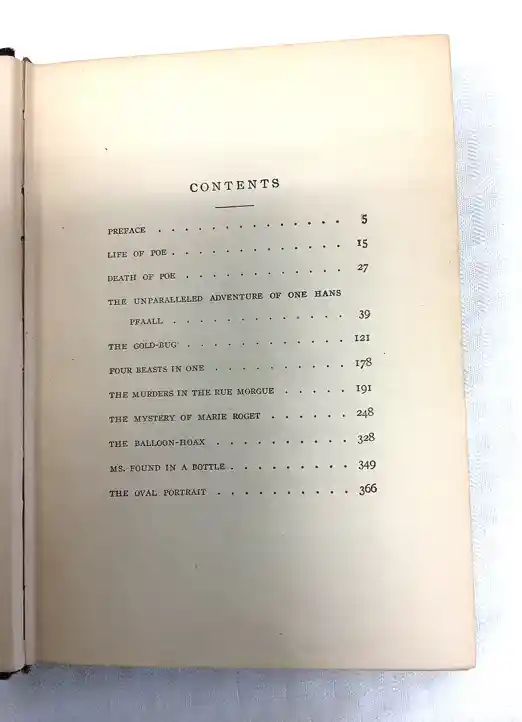 CONTENTS
PREFACE . . . . . . . . . . . . . . 5
LIFE OF POE . . . . . . . . . . . . . 15
DEATH OF POE . . . . . . . . . . . . 27
THE UNPARALLELED ADVENTURE OF ONE HANS
PFAALL . . . . . . . . . . . . . 39
THE GOLD-BUG . . . . . . . . . . . . 121
FOUR BEASTS IN ONE . . . . . . . . . . 178
THE MURDERS IN THE RUE MORGUE . . . . . 191
THE MYSTERY OF MARIE ROGET . . . . . . 248
THE BALLOON-HOAX . . . . . . . . . . 328
MS. FOUND IN A BOTTLE . . . . . . . . . 349
THE OVAL PORTRAIT . . . . . . . . . . 366